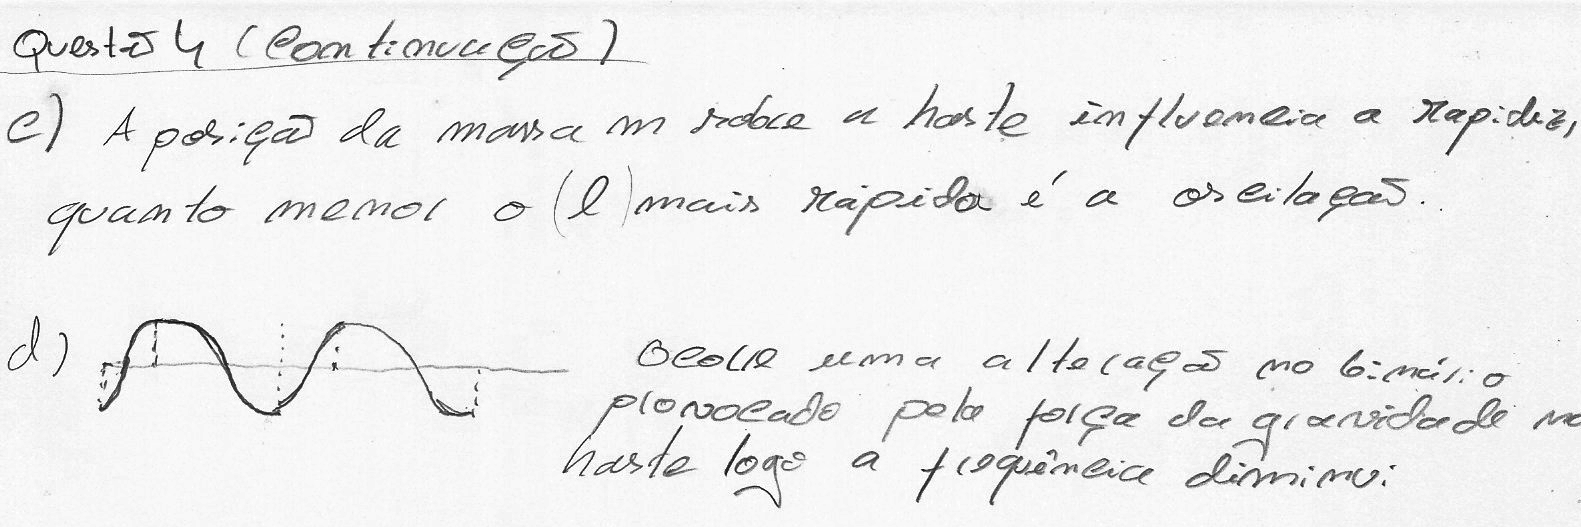 Questão 4 (Continuação)
c) A posição da massa m sobre a haste influencia a rapidez,
quanto menor o (l) mais rápida é a oscilação.
d)
Ocorre uma alteração no binário
provocado pela força da gravidade na
haste logo a frequência diminui